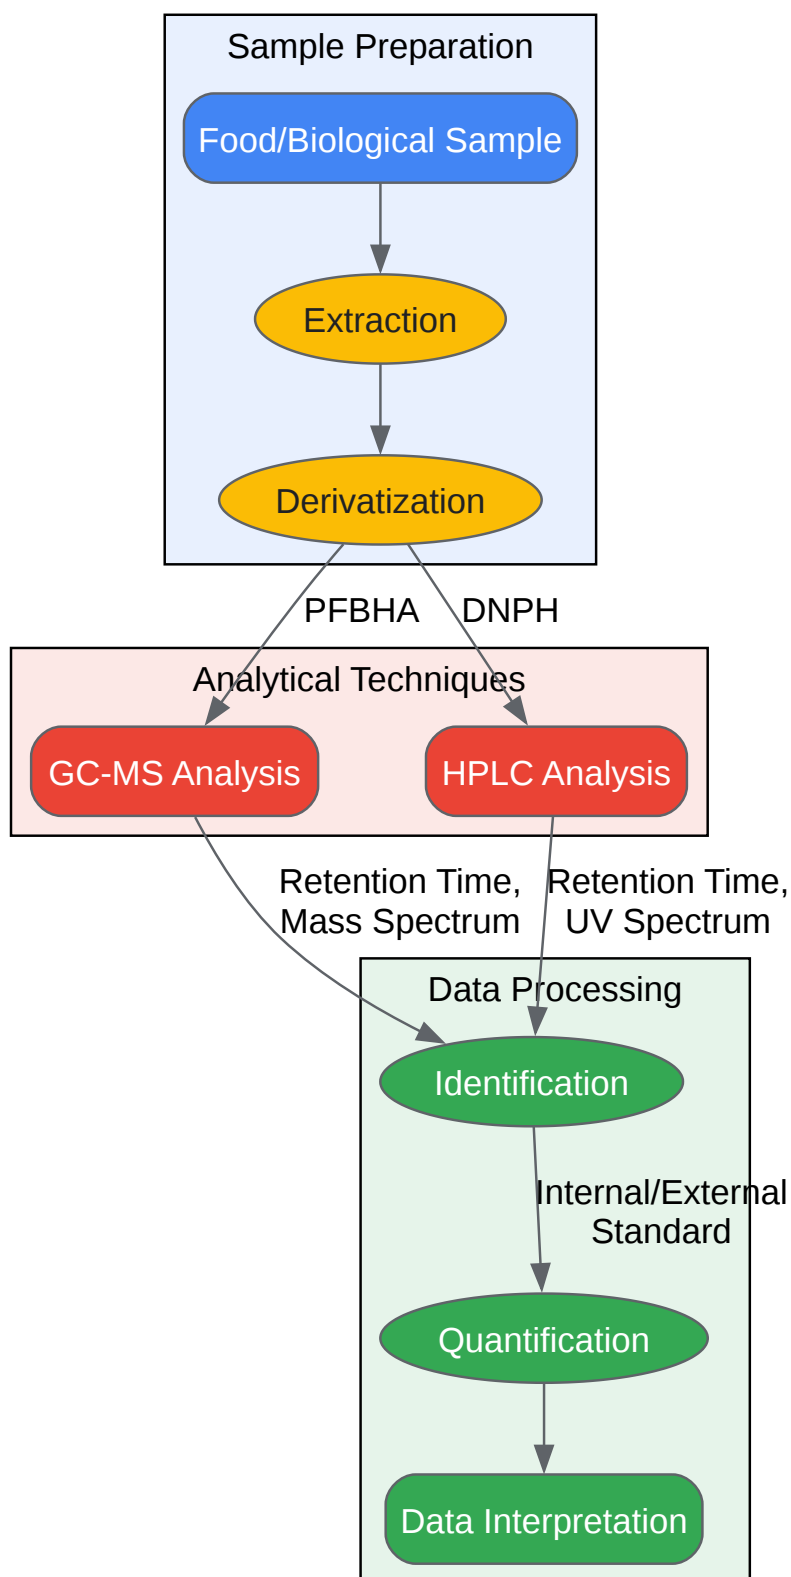 Sample Preparation
Food/Biological Sample
Extraction
Derivatization
PFBHA
DNPH
Analytical Techniques
GC-MS Analysis
HPLC Analysis
Retention Time,
Mass Spectrum
Retention Time,
UV Spectrum
Data Processing
Identification
Internal/External
Standard
Quantification
Data Interpretation